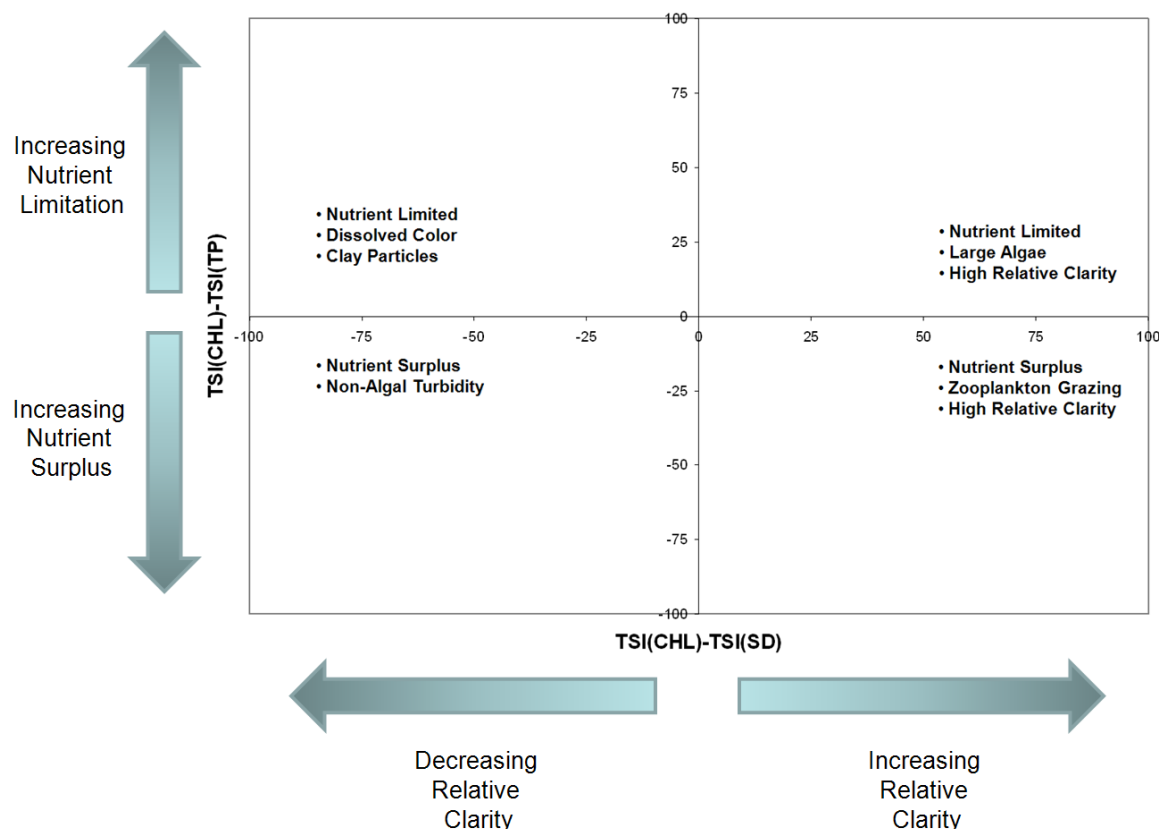 Increasing
Nutrient
Limitation
Increasing
Nutrient
Surplus
TSI(CHL)-TSI(TP)
100
75
50
25
0
-25
-50
-75
-100
• Nutrient Limited
• Dissolved Color
• Clay Particles
• Nutrient Limited
• Large Algae
• High Relative Clarity
-100
-75
-50
-25
0
25
50
75
100
• Nutrient Surplus
• Non-Algal Turbidity
• Nutrient Surplus
• Zooplankton Grazing
• High Relative Clarity
TSI(CHL)-TSI(SD)
Decreasing
Relative
Clarity
Increasing
Relative
Clarity